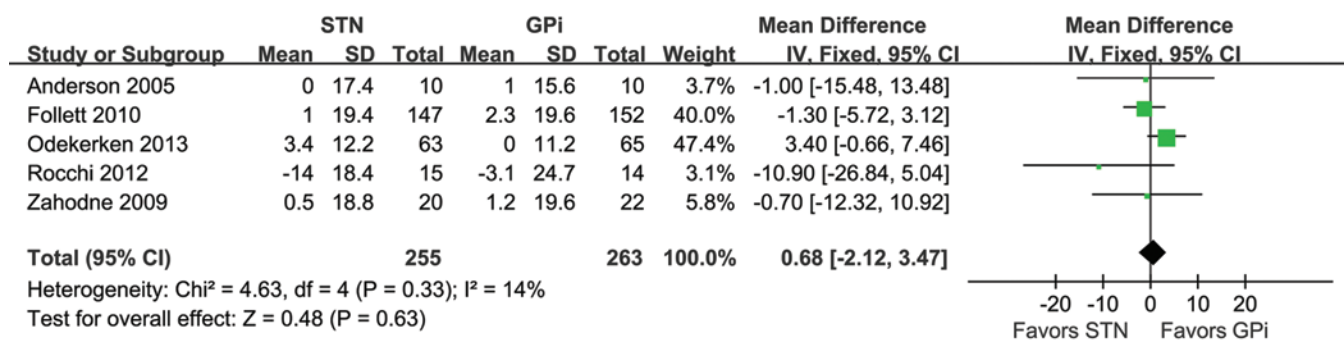 STN GPi Mean Difference Mean Difference
Study or Subgroup Mean SD Total Mean SD Total Weight IV, Fixed, 95% CI IV, Fixed, 95% CI
Anderson 2005 0 17.4 10 1 15.6 10 3.7% -1.00 [-15.48, 13.48]
Follett 2010 1 19.4 147 2.3 19.6 152 40.0% -1.30 [-5.72, 3.12]
Odekerken 2013 3.4 12.2 63 0 11.2 65 47.4% 3.40 [-0.66, 7.46]
Rocchi 2012 -14 18.4 15 -3.1 24.7 14 3.1% -10.90 [-26.84, 5.04]
Zahodne 2009 0.5 18.8 20 1.2 19.6 22 5.8% -0.70 [-12.32, 10.92]
Total (95% CI) 255 263 100.0% 0.68 [-2.12, 3.47]
Heterogeneity: Chi² = 4.63, df = 4 (P = 0.33); I² = 14%
Test for overall effect: Z = 0.48 (P = 0.63)
-20 -10 0 10 20
Favors STN Favors GPi